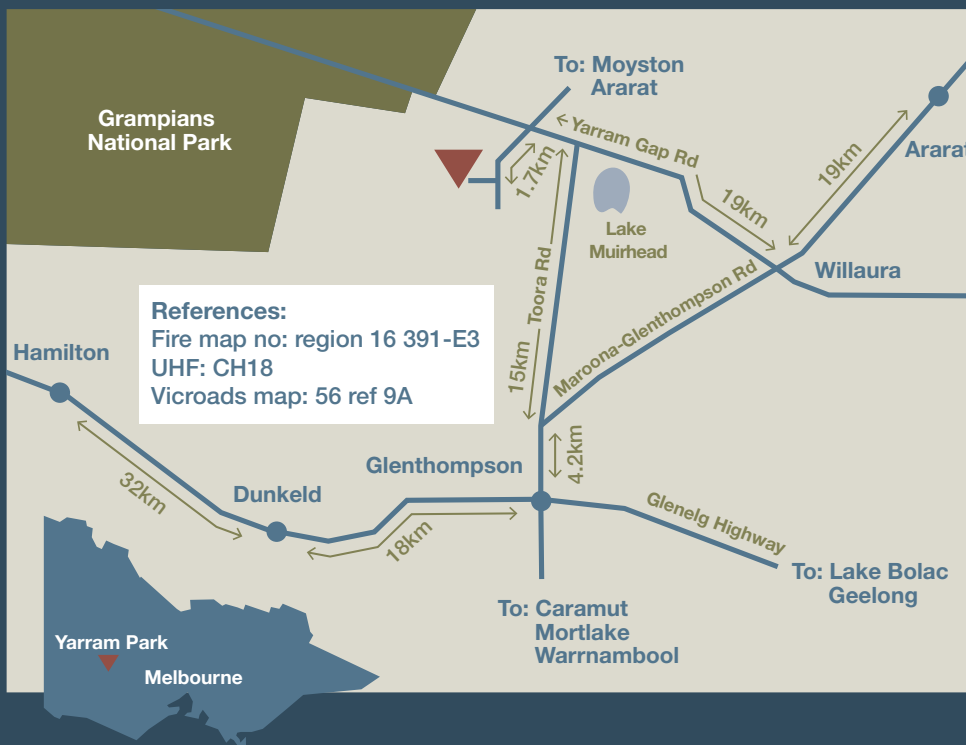 To: Moyston
Ararat
Grampians
National Park
Yarram Gap Rd
1.7km
19km
19km
Ararat
Lake
Muirhead
Toora Rd
15km
Willaura
Maroona-Glenthompson Rd
References:
Fire map no: region 16 391-E3
UHF: CH18
Vicroads map: 56 ref 9A
Hamilton
4.2km
Glenthompson
32km
Dunkeld
18km
Glenelg Highway
To: Lake Bolac
Geelong
To: Caramut
Mortlake
Warrnambool
Yarram Park
Melbourne